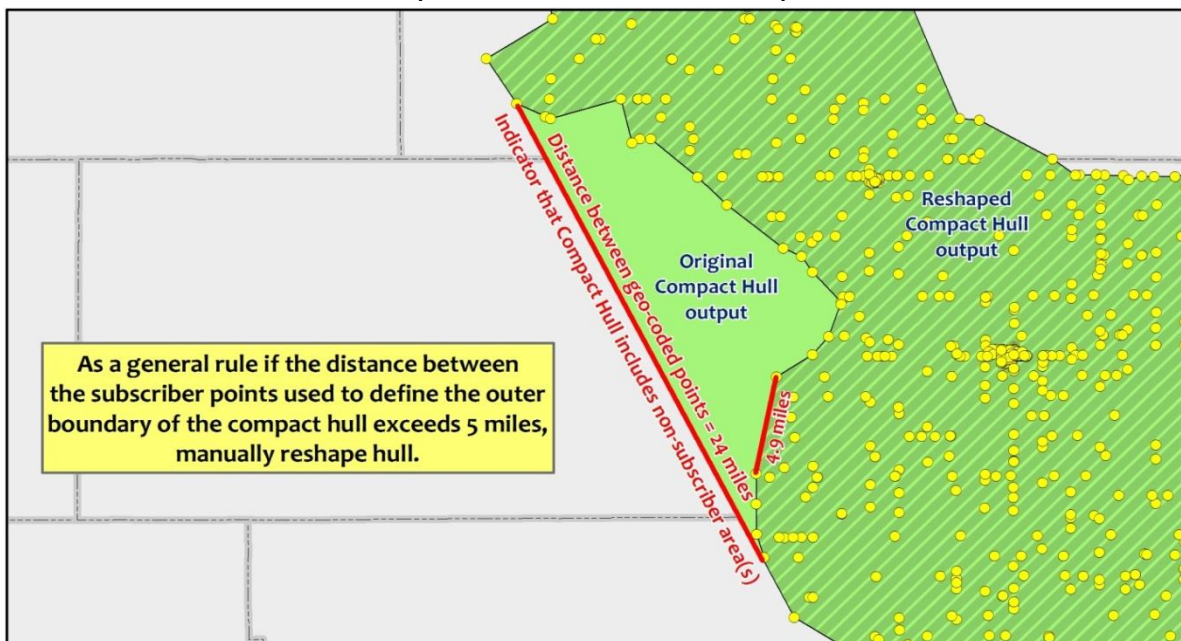 Distance between geo-coded points = 24 miles
Indicator that Compact Hull includes non-subscriber area(s)
Reshaped
Compact Hull
output
Original
Compact Hull
output
As a general rule if the distance between
the subscriber points used to define the outer
boundary of the compact hull exceeds 5 miles,
manually reshape hull.
4.9 miles